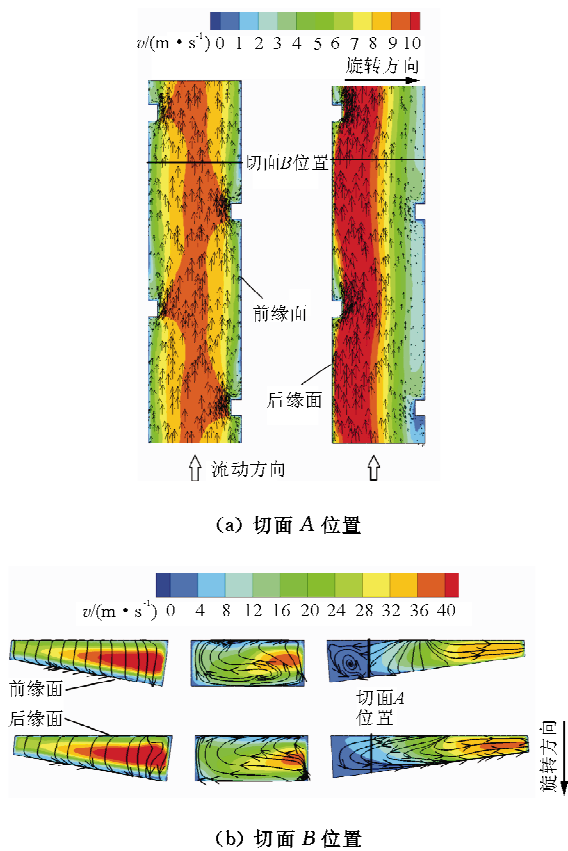 v/(m·s⁻¹) 0 1 2 3 4 5 6 7 8 9 10
旋转方向
切面B位置
前缘面
后缘面
流动方向
(a) 切面 A 位置
v/(m·s⁻¹) 0 4 8 12 16 20 24 28 32 36 40
前缘面
后缘面
切面A
位置
旋转方向
(b) 切面 B 位置